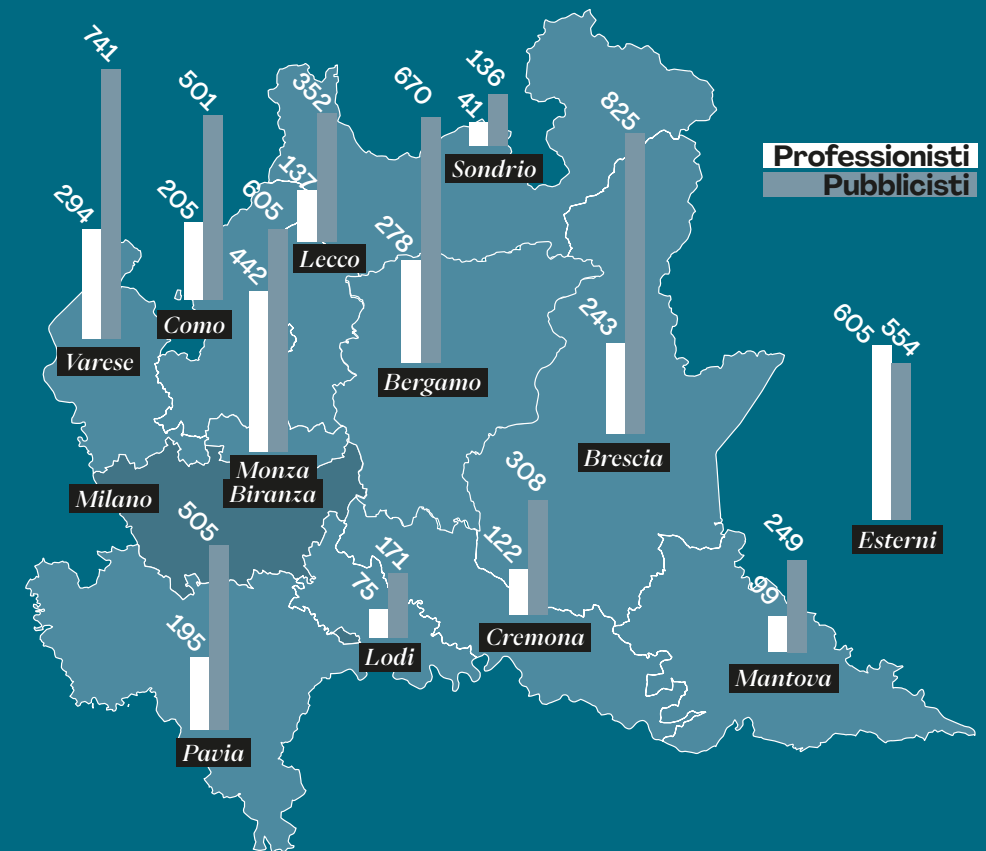 741
294
Varese
501
205
Como
352
137
Lecco
605
442
Monza
Biranza
670
278
Bergamo
136
41
Sondrio
825
243
Brescia
Professionisti
Pubblicisti
605
554
Esterni
Milano
505
195
Pavia
171
75
Lodi
308
122
Cremona
249
99
Mantova